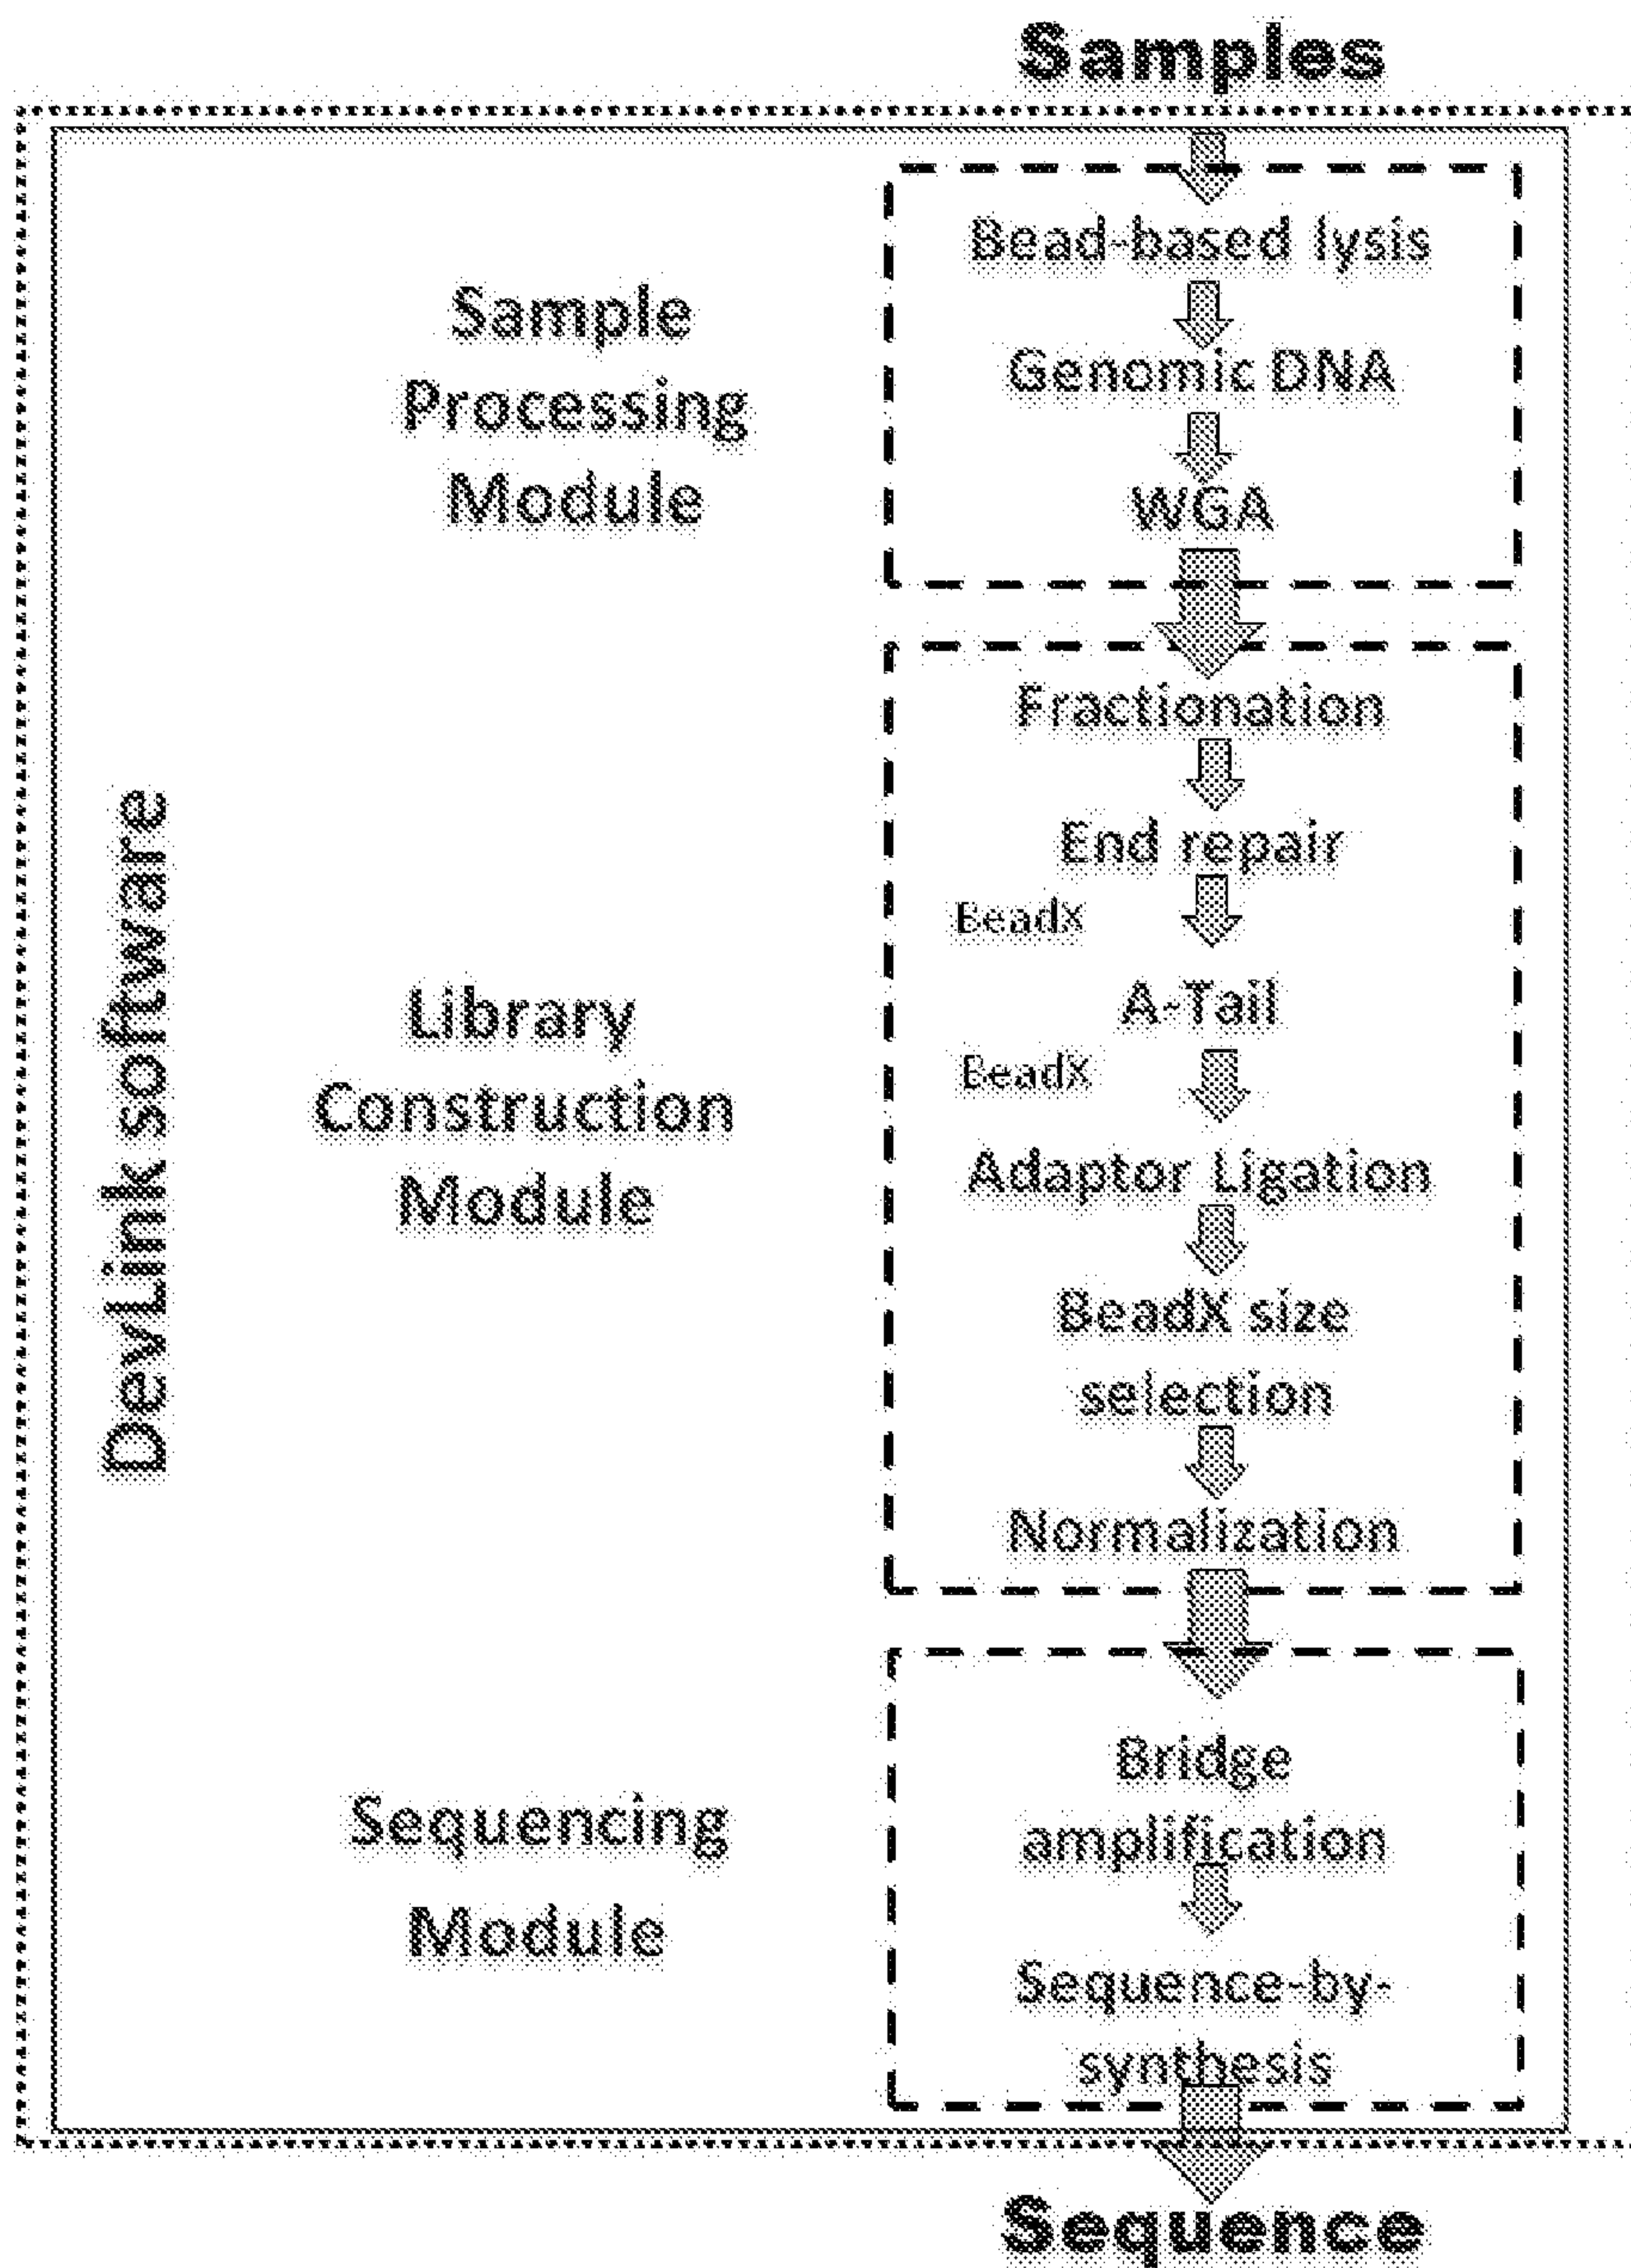 Samples
Bead-based lysis
Sample
Processing
Module
Genomic DNA
WGA
Fractionation
End repair
BeadX
A-Tail
BeadX
Library
Construction
Module
Adaptor Ligation
BeadX size
selection
Normalization
DevLink software
Bridge
amplification
Sequencing
Module
Sequence-by-
synthesis
Sequence